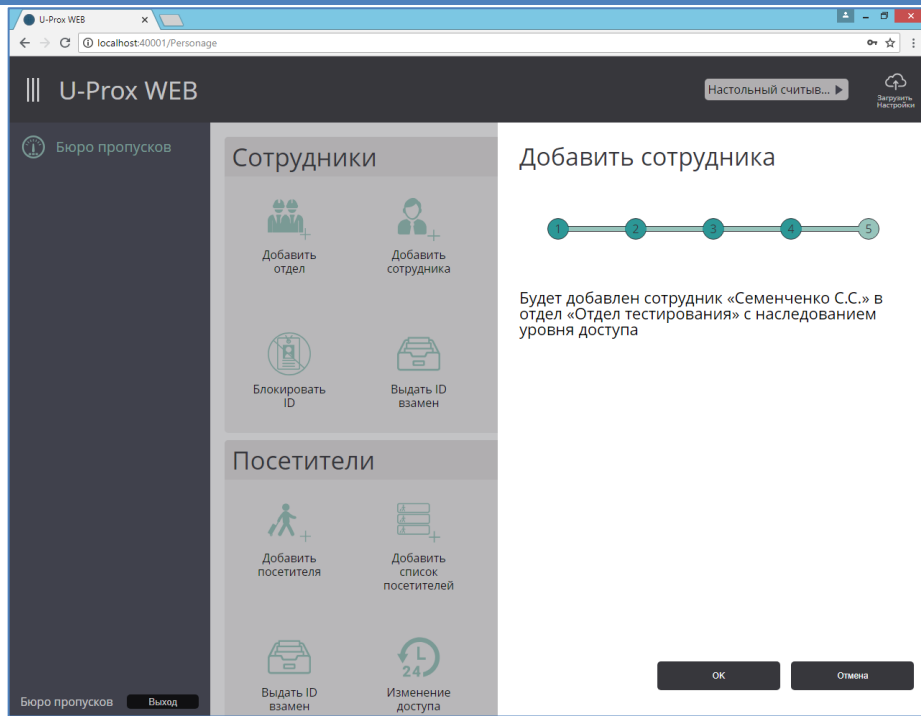 U-Prox WEB
localhost:40001/Personage
U-Prox WEB
Настольный считыв...
Загрузить
Настройки
Бюро пропусков
Сотрудники
Добавить
отдел
Добавить
сотрудника
Блокировать
ID
Выдать ID
взамен
Посетители
Добавить
посетителя
Добавить
список
посетителей
Выдать ID
взамен
24
Изменение
доступа
Добавить сотрудника
1 2 3 4 5
Будет добавлен сотрудник «Семенченко С.С.» в
отдел «Отдел тестирования» с наследованием
уровня доступа
OK
Отмена
Бюро пропусков
Выход